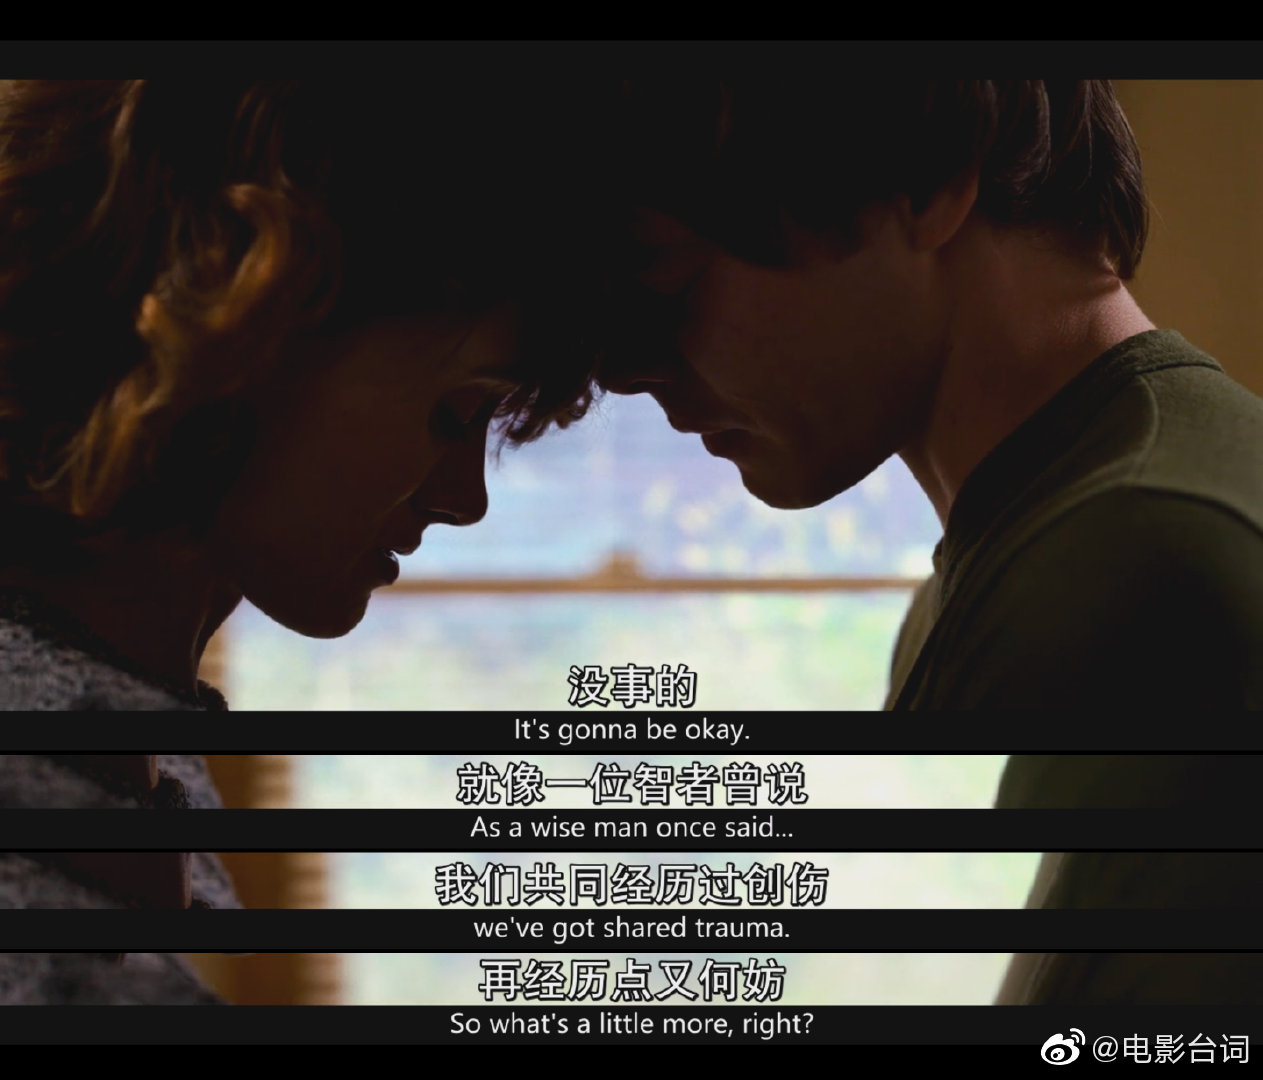 没事的
It's gonna be okay.
就像一位智者曾说
As a wise man once said...
我们共同经历过创伤
we've got shared trauma.
再经历点又何妨
So what's a little more, right?
@电影台词